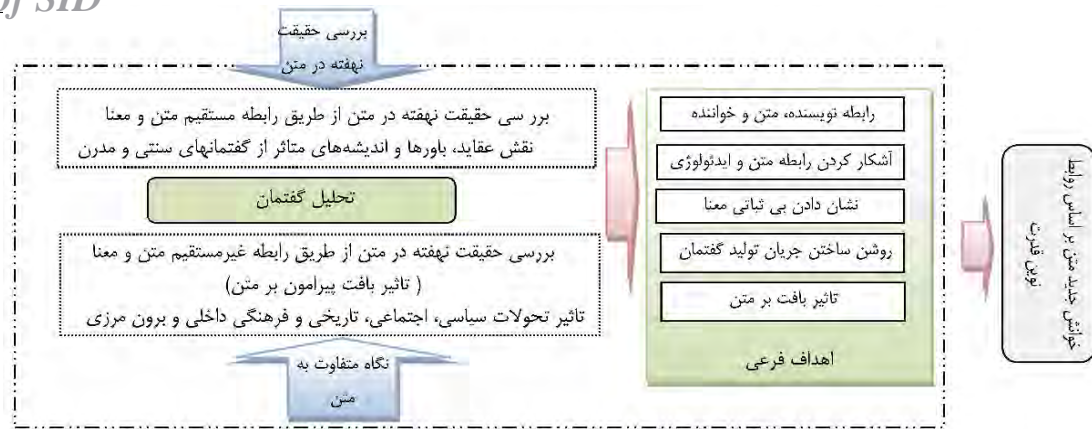 of SID
بررسی حقیقت
نهفته در متن
برر سی حقیقت نهفته در متن از طریق رابطه مستقیم متن و معنا
نقش عقاید، باورها و اندیشه‌های متاثر از گفتمانهای سنتی و مدرن
تحلیل گفتمان
بررسی حقیقت نهفته در متن از طریق رابطه غیرمستقیم متن و معنا
( تاثیر بافت پیرامون بر متن)
تاثیر تحولات سیاسی، اجتماعی، تاریخی و فرهنگی داخلی و برون مرزی
نگاه متفاوت به
متن
رابطه نویسنده، متن و خواننده
آشکار کردن رابطه متن و ایدئولوژی
نشان دادن بی ثباتی معنا
روشن ساختن جریان تولید گفتمان
تاثیر بافت بر متن
اهداف فرعی
خوانش جدید متن بر اساس روابط
نوین قدرت